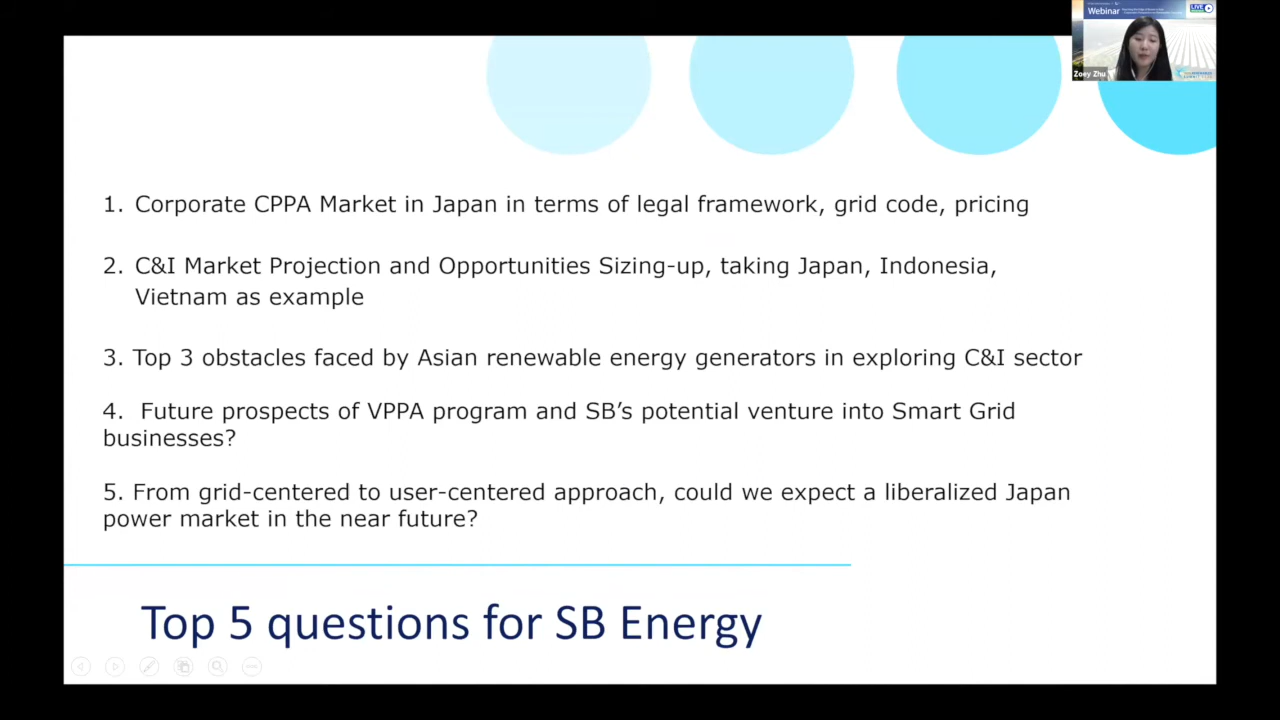 Webinar
LIVE
Zoey Zhu
1. Corporate CPPA Market in Japan in terms of legal framework, grid code, pricing
2. C&I Market Projection and Opportunities Sizing-up, taking Japan, Indonesia,
Vietnam as example
3. Top 3 obstacles faced by Asian renewable energy generators in exploring C&I sector
4. Future prospects of VPPA program and SB’s potential venture into Smart Grid
businesses?
5. From grid-centered to user-centered approach, could we expect a liberalized Japan
power market in the near future?
Top 5 questions for SB Energy